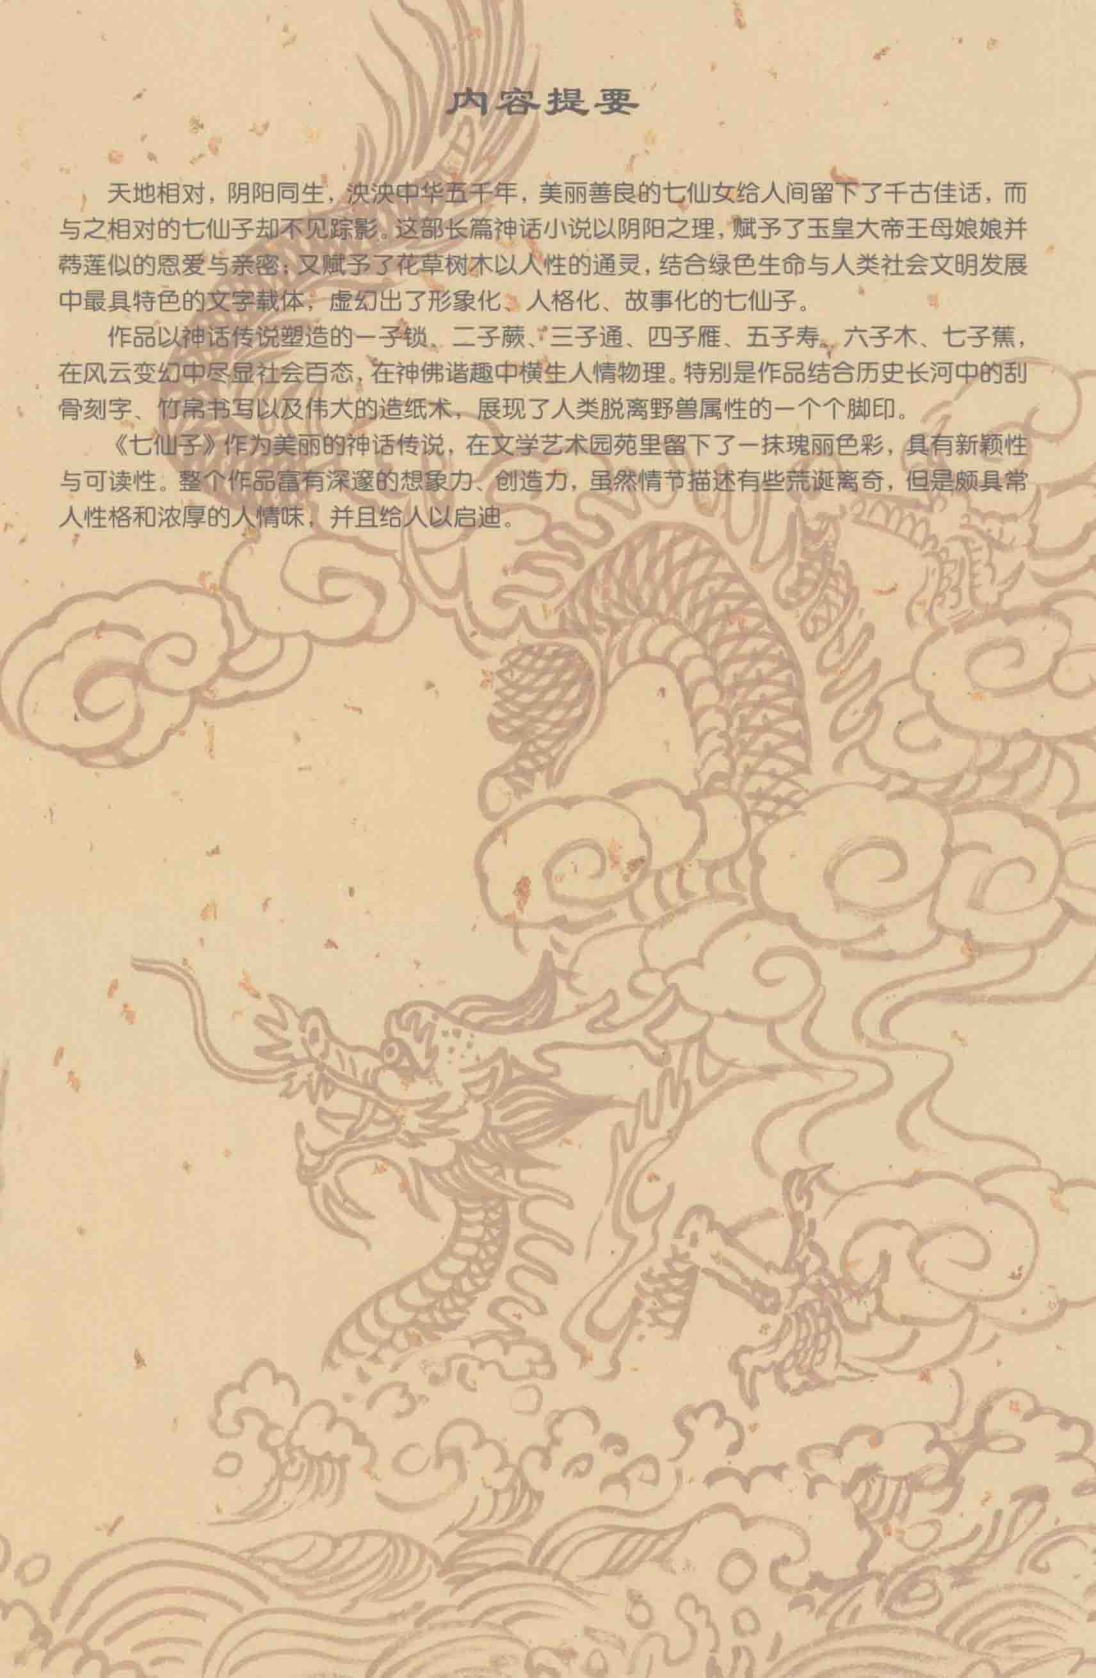 内容提要
天地相对，阴阳同生，泱泱中华五千年，美丽善良的七仙女给人间留下了千古佳话，而
与之相对的七仙子却不见踪影。这部长篇神话小说以阴阳之理，赋予了玉皇大帝王母娘娘并
蒂莲似的恩爱与亲密；又赋予了花草树木以人性的通灵，结合绿色生命与人类社会文明发展
中最具特色的文字载体，虚幻出了形象化、人格化、故事化的七仙子。
作品以神话传说塑造的一子锁、二子蕨、三子通、四子雁、五子寿、六子木、七子蕉，
在风云变幻中尽显社会百态，在神佛谐趣中横生人情物理。特别是作品结合历史长河中的刮
骨刻字、竹帛书写以及伟大的造纸术，展现了人类脱离野兽属性的一个个脚印。
《七仙子》作为美丽的神话传说，在文学艺术园苑里留下了一抹瑰丽色彩，具有新颖性
与可读性。整个作品富有深邃的想象力、创造力，虽然情节描述有些荒诞离奇，但是颇具常
人性格和浓厚的人情味，并且给人以启迪。